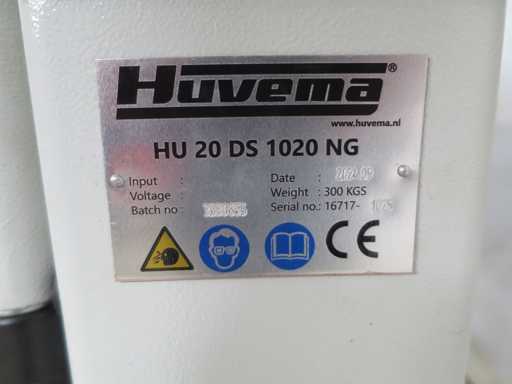 Huvema®
www.huvema.nl
HU 20 DS 1020 NG
Input :
Date :
Voltage :
Weight : 300 KGS
Batch no :
Serial no.: 16717-
CE